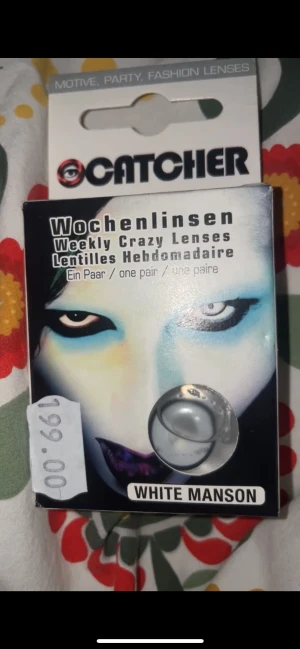 MOTIVE, PARTY, FASHION LENSES
CATCHER
Wochenlinsen
Weekly Crazy Lenses
Lentilles Hebdomadaire
Ein Paar / one pair / une paire
199.00
WHITE MANSON